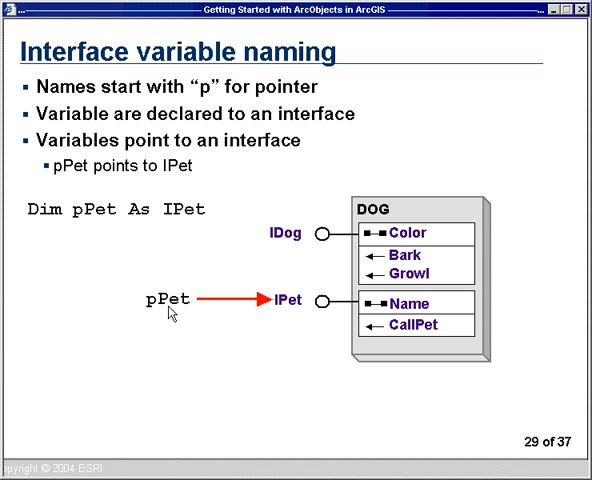 Getting Started with ArcObjects in ArcGIS
Interface variable naming
Names start with “p” for pointer
Variable are declared to an interface
Variables point to an interface
pPet points to IPet
Dim pPet As IPet
DOG
IDog
Color
Bark
Growl
pPet
IPet
Name
CallPet
29 of 37
opyright © 2004 ESRI